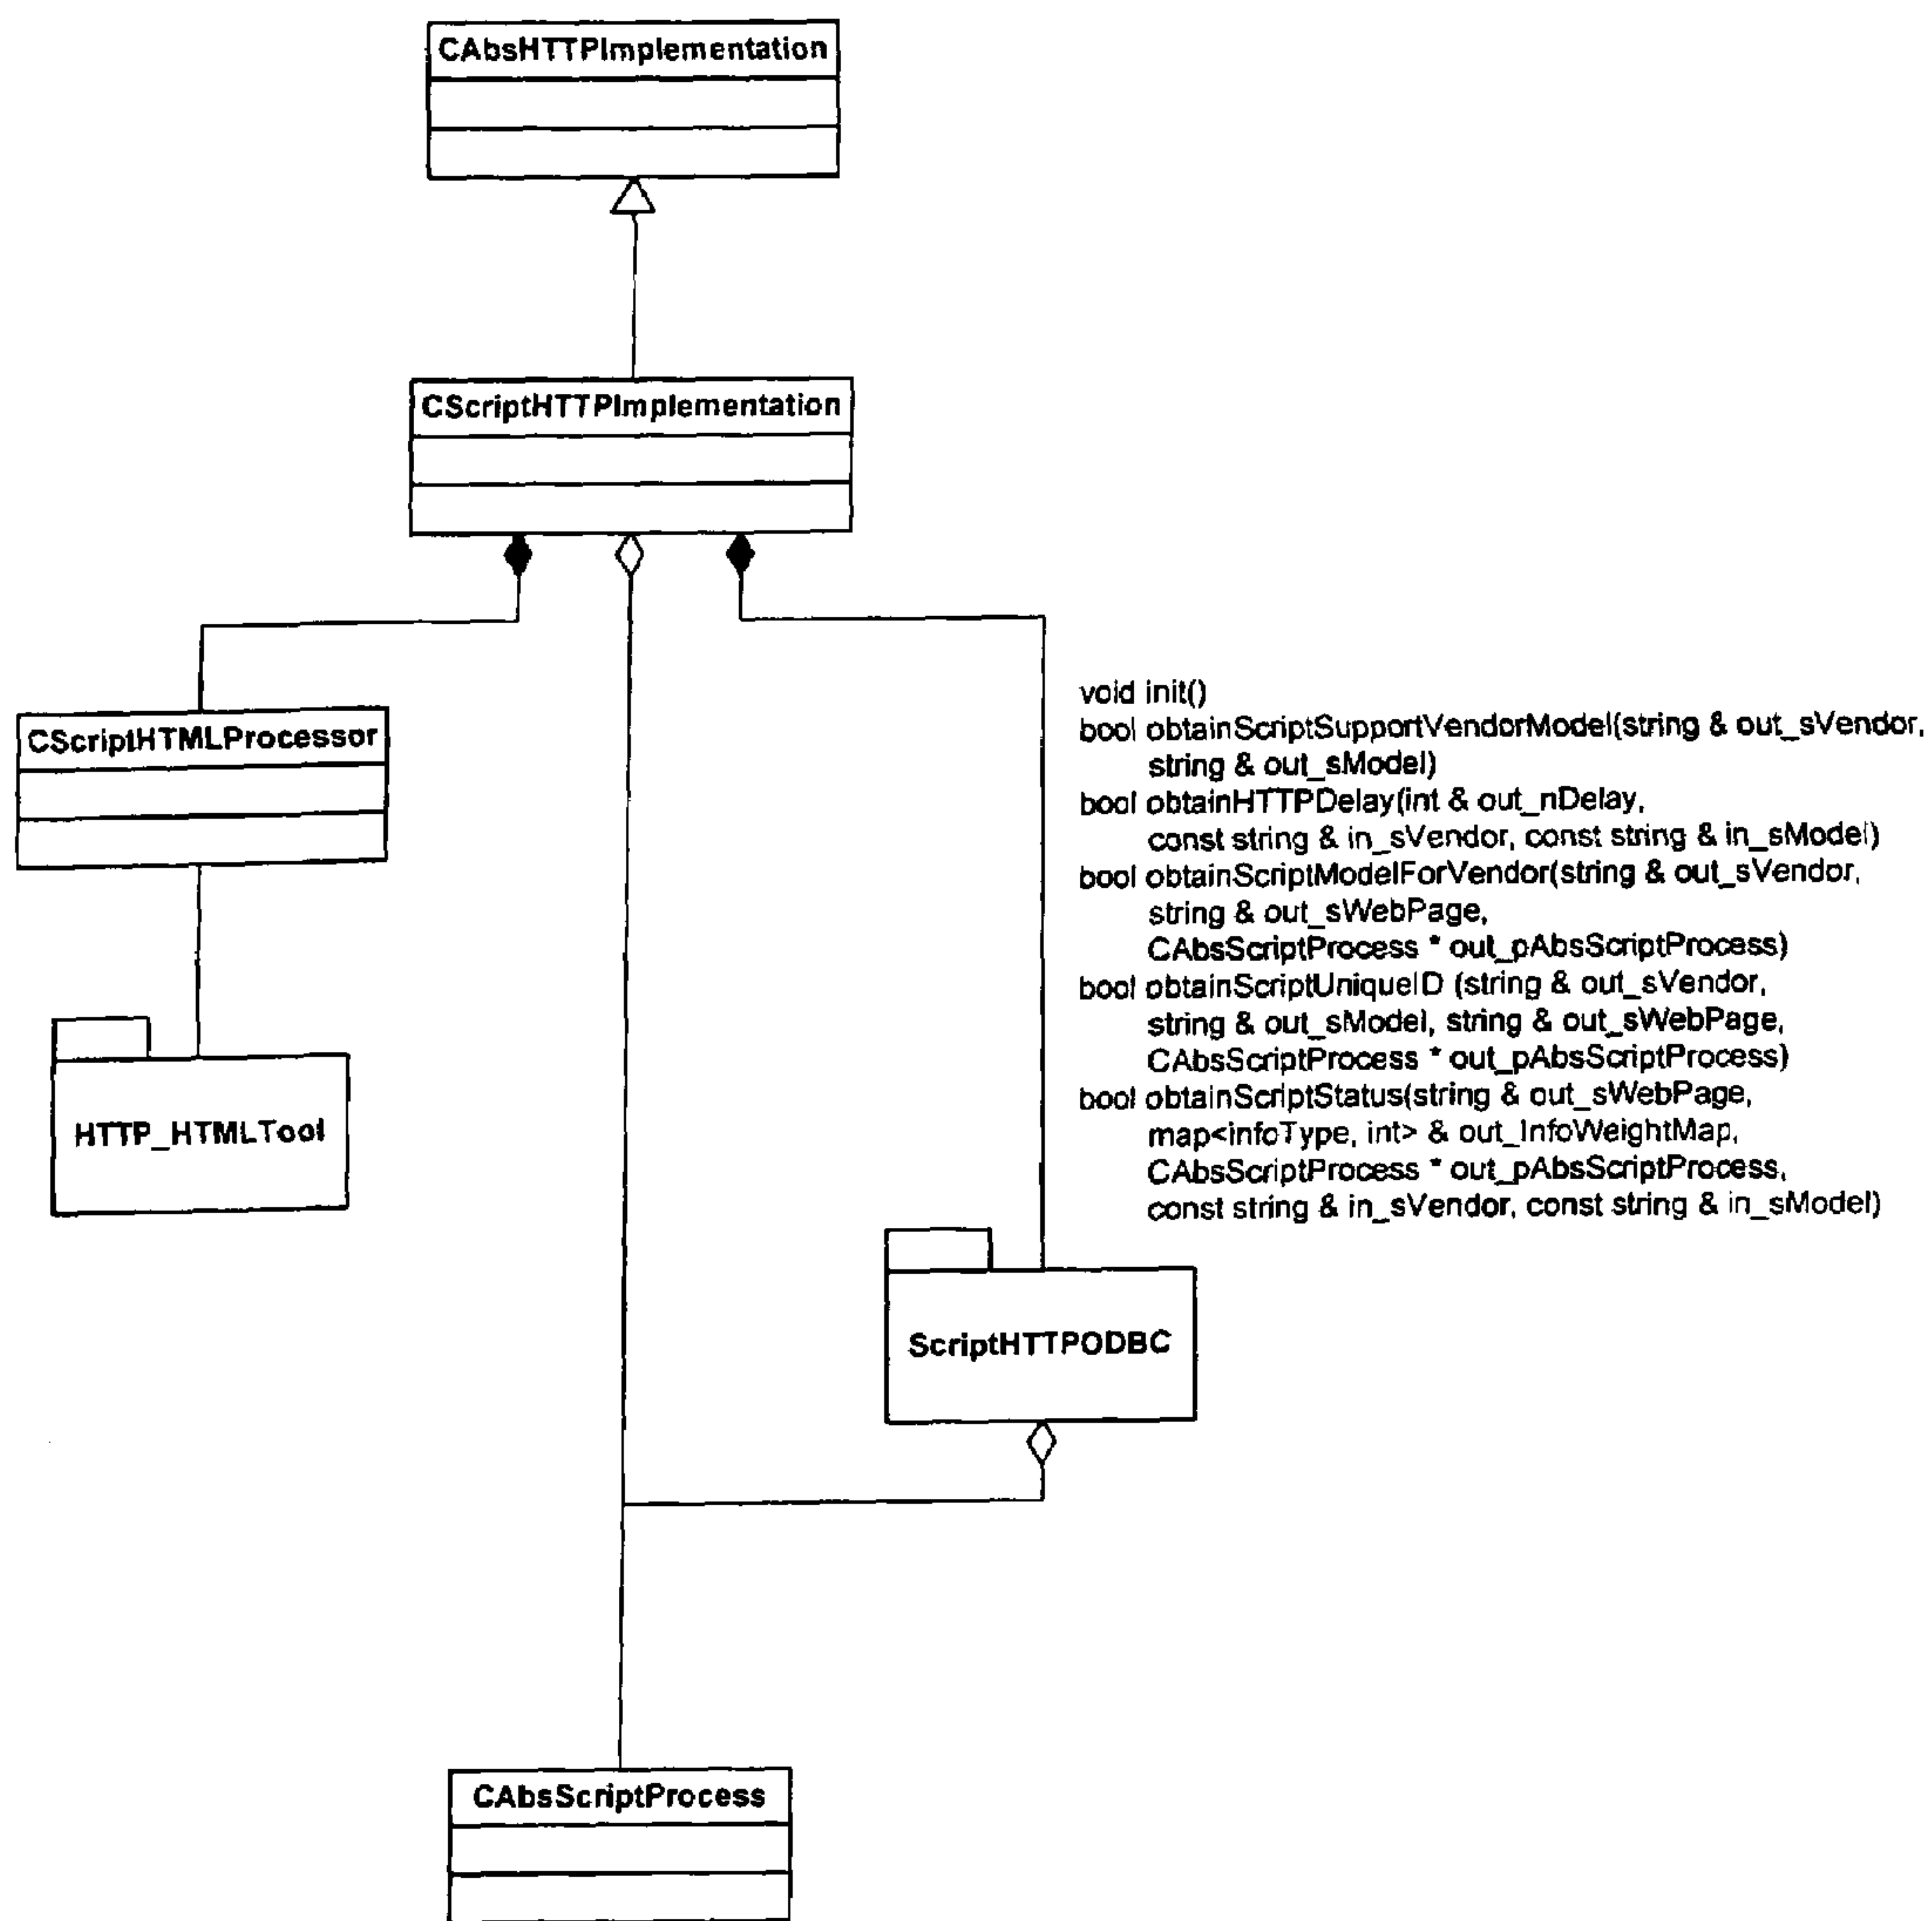 CAbsHTTPImplementation
CScriptHTTPImplementation
void init()
bool obtainScriptSupportVendorModel(string & out_sVendor,
string & out_sModel)
bool obtainHTTPDelay(int & out_nDelay,
const string & in_sVendor, const string & in_sModel)
bool obtainScriptModelForVendor(string & out_sVendor,
string & out_sWebPage,
CAbsScriptProcess * out_pAbsScriptProcess)
bool obtainScriptUniqueID (string & out_sVendor,
string & out_sModel, string & out_sWebPage,
CAbsScriptProcess * out_pAbsScriptProcess)
bool obtainScriptStatus(string & out_sWebPage,
map<infoType, int> & out_InfoWeightMap,
CAbsScriptProcess * out_pAbsScriptProcess,
const string & in_sVendor, const string & in_sModel)
CScriptHTMLProcessor
HTTP_HTMLTool
ScriptHTTPODBC
CAbsScriptProcess